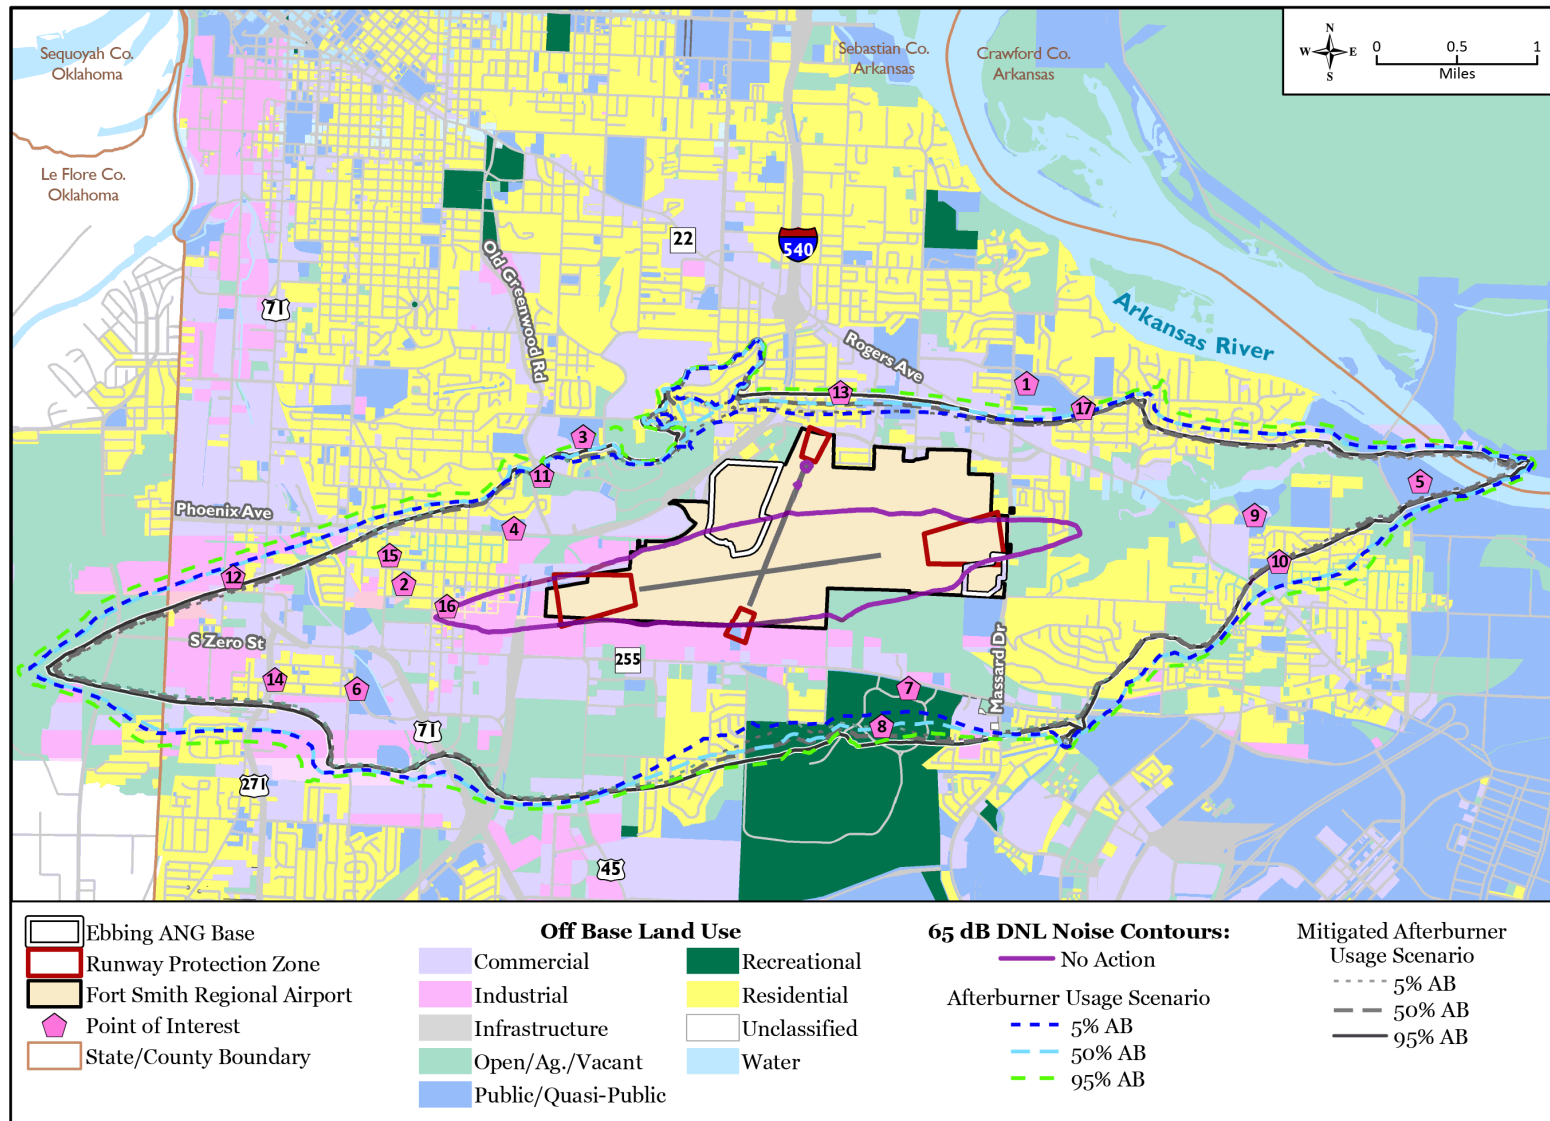 Sequoyah Co.
Oklahoma
Le Flore Co.
Oklahoma
Sebastian Co.
Arkansas
Crawford Co.
Arkansas
N
W
E
S
0
0.5
1
Miles
22
540
71
Old Greenwood Rd
Rogers Ave
Arkansas River
1
13
17
3
11
5
Phoenix Ave
4
9
15
10
12
2
16
S Zero St
255
Massard Dr
14
6
7
8
71
271
45
Ebbing ANG Base
Runway Protection Zone
Fort Smith Regional Airport
Point of Interest
State/County Boundary
Off Base Land Use
Commercial
Industrial
Infrastructure
Open/Ag./Vacant
Public/Quasi-Public
Recreational
Residential
Unclassified
Water
65 dB DNL Noise Contours:
No Action
Afterburner Usage Scenario
5% AB
50% AB
95% AB
Mitigated Afterburner
Usage Scenario
5% AB
50% AB
95% AB